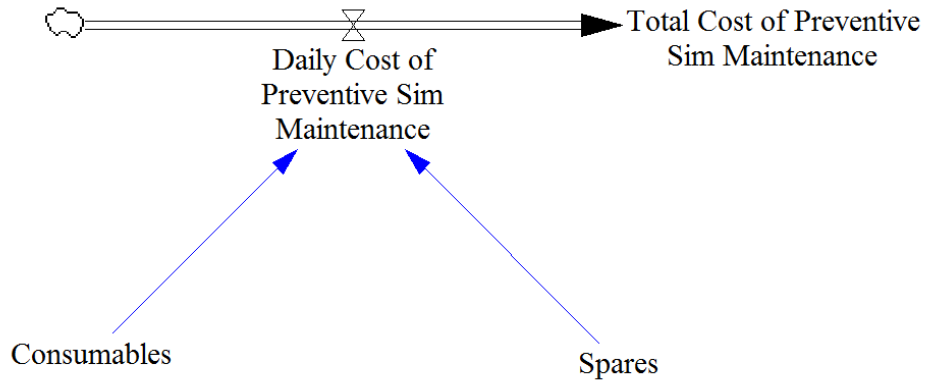 Total Cost of Preventive
Sim Maintenance
Daily Cost of
Preventive Sim
Maintenance
Consumables
Spares